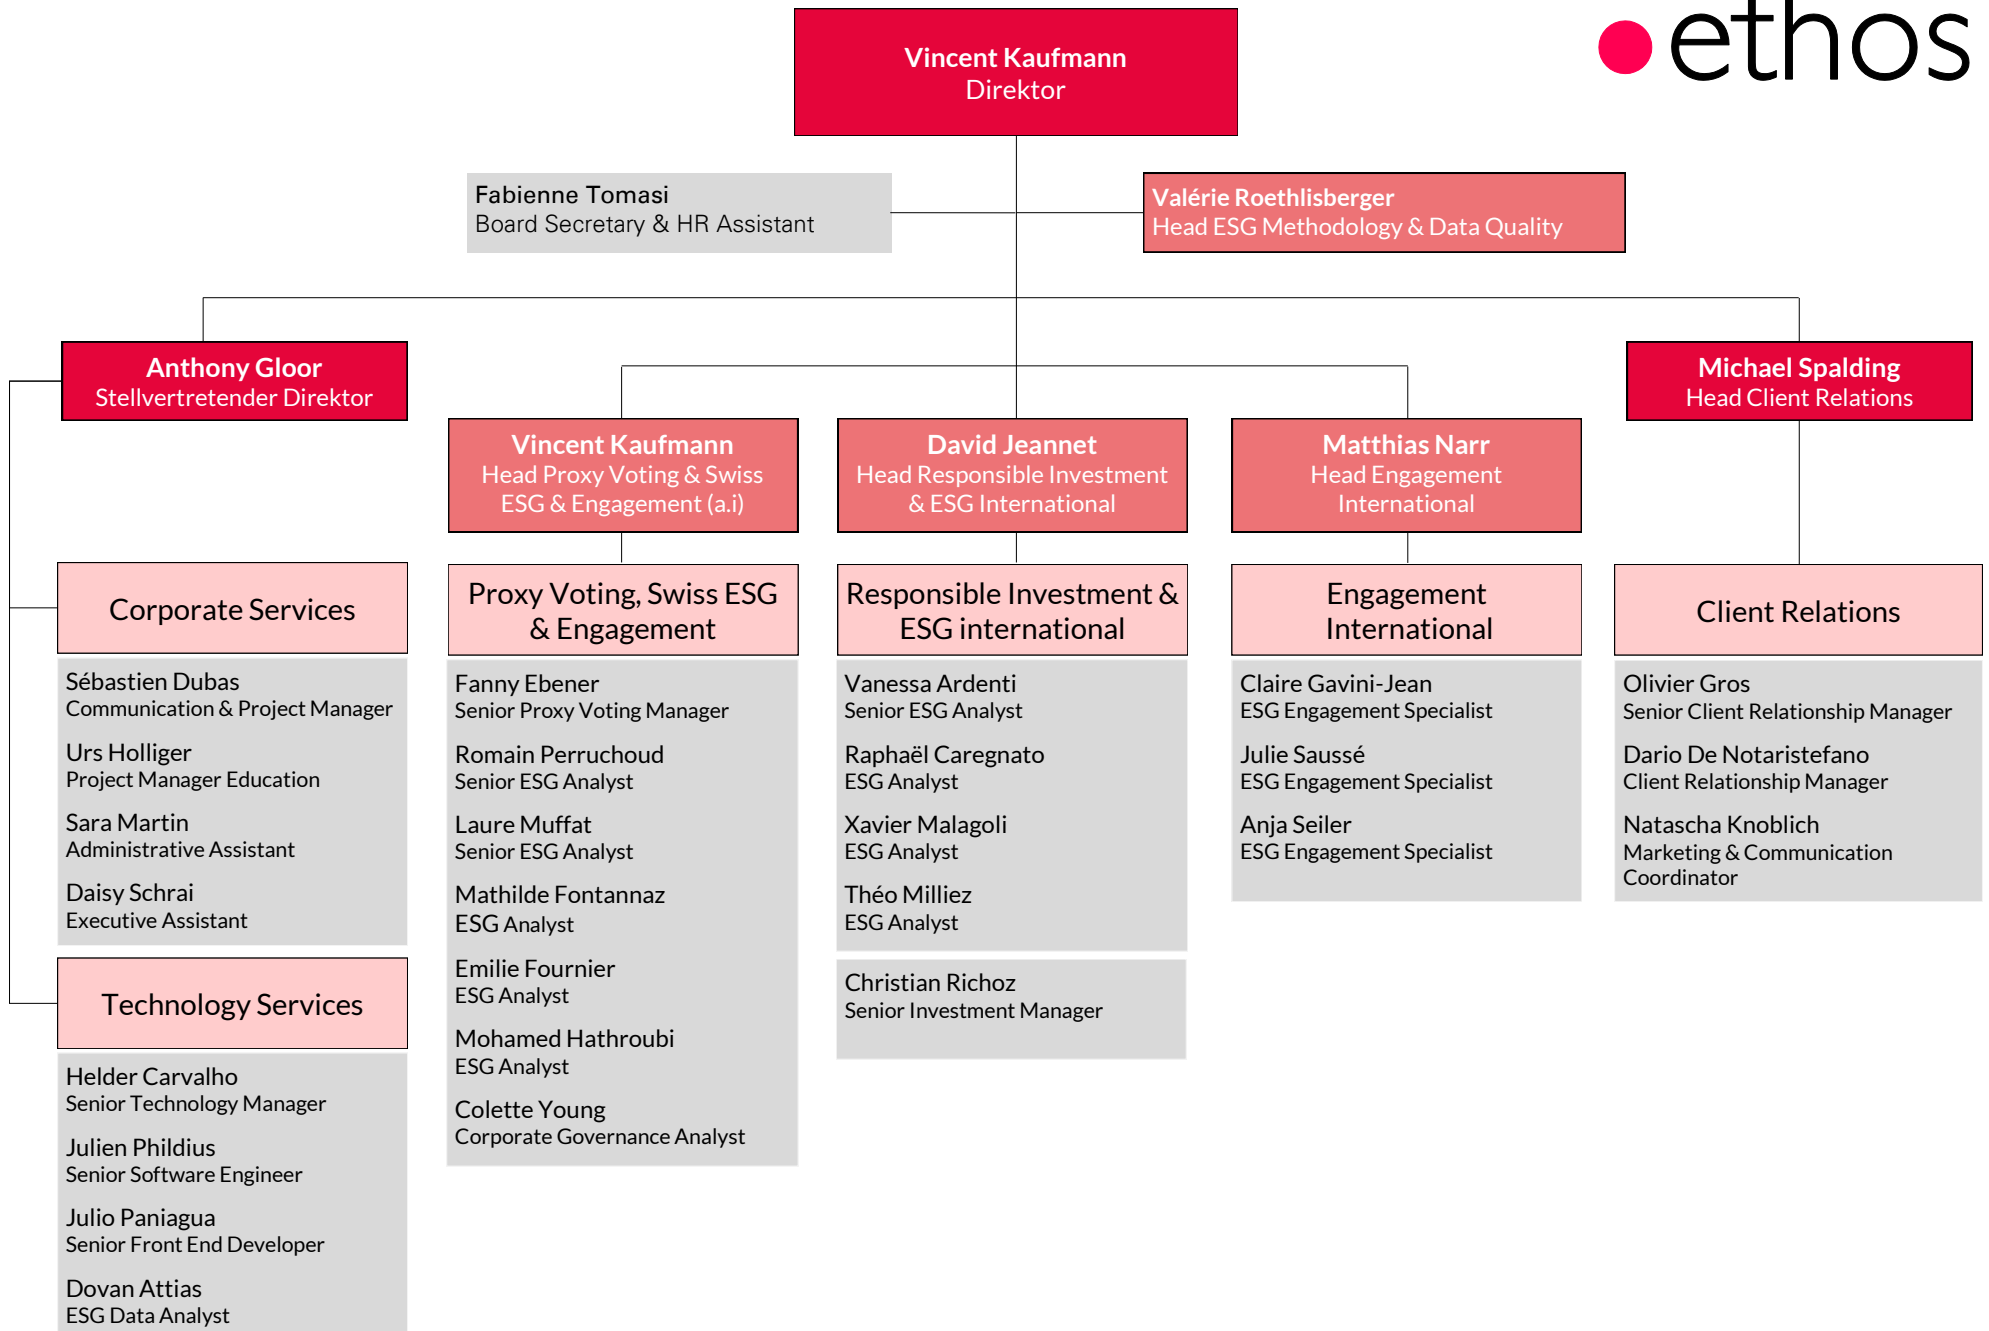 ethos
Vincent Kaufmann
Direktor
Fabienne Tomasi
Board Secretary & HR Assistant
Valérie Roethlisberger
Head ESG Methodology & Data Quality
Anthony Gloor
Stellvertretender Direktor
Michael Spalding
Head Client Relations
Vincent Kaufmann
Head Proxy Voting & Swiss
ESG & Engagement (a.i)
David Jeannet
Head Responsible Investment
& ESG International
Matthias Narr
Head Engagement
International
Corporate Services
Sébastien Dubas
Communication & Project Manager
Urs Holliger
Project Manager Education
Sara Martin
Administrative Assistant
Daisy Schrai
Executive Assistant
Technology Services
Helder Carvalho
Senior Technology Manager
Julien Phildius
Senior Software Engineer
Julio Paniagua
Senior Front End Developer
Dovan Attias
ESG Data Analyst
Proxy Voting, Swiss ESG
& Engagement
Fanny Ebener
Senior Proxy Voting Manager
Romain Perruchoud
Senior ESG Analyst
Laure Muffat
Senior ESG Analyst
Mathilde Fontannaz
ESG Analyst
Emilie Fournier
ESG Analyst
Mohamed Hathroubi
ESG Analyst
Colette Young
Corporate Governance Analyst
Responsible Investment &
ESG international
Vanessa Ardenti
Senior ESG Analyst
Raphaël Caregnato
ESG Analyst
Xavier Malagoli
ESG Analyst
Théo Milliez
ESG Analyst
Christian Richoz
Senior Investment Manager
Engagement
International
Claire Gavini-Jean
ESG Engagement Specialist
Julie Saussé
ESG Engagement Specialist
Anja Seiler
ESG Engagement Specialist
Client Relations
Olivier Gros
Senior Client Relationship Manager
Dario De Notaristefano
Client Relationship Manager
Natascha Knoblich
Marketing & Communication
Coordinator